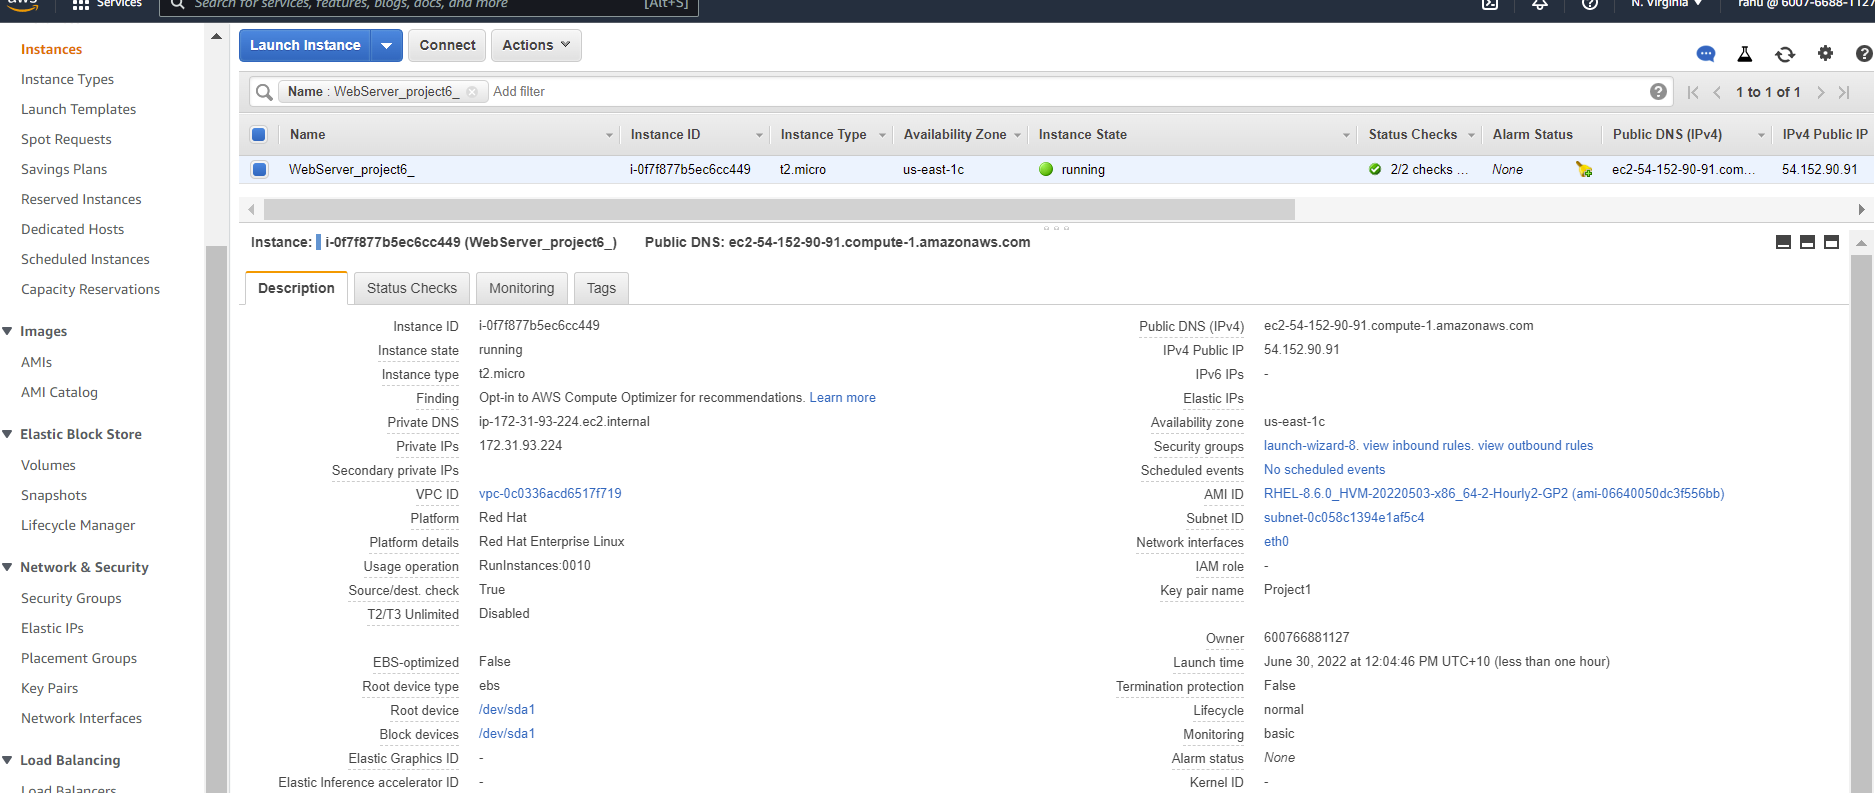 aws
Services
Search for services, features, blogs, docs, and more
[Alt+S]
N. Virginia
Instances
Instance Types
Launch Templates
Spot Requests
Savings Plans
Reserved Instances
Dedicated Hosts
Scheduled Instances
Capacity Reservations
Images
AMIs
AMI Catalog
Elastic Block Store
Volumes
Snapshots
Lifecycle Manager
Network & Security
Security Groups
Elastic IPs
Placement Groups
Key Pairs
Network Interfaces
Load Balancing
Load Balancers
Launch Instance
Connect
Actions
Name : WebServer_project6_
Add filter
1 to 1 of 1
Name Instance ID Instance Type Availability Zone Instance State Status Checks Alarm Status Public DNS (IPv4) IPv4 Public IP
WebServer_project6_ i-0f7f877b5ec6cc449 t2.micro us-east-1c running 2/2 checks ... None ec2-54-152-90-91.com... 54.152.90.91
Instance: i-0f7f877b5ec6cc449 (WebServer_project6_) Public DNS: ec2-54-152-90-91.compute-1.amazonaws.com
Description Status Checks Monitoring Tags
Instance ID i-0f7f877b5ec6cc449
Instance state running
Instance type t2.micro
Finding Opt-in to AWS Compute Optimizer for recommendations. Learn more
Private DNS ip-172-31-93-224.ec2.internal
Private IPs 172.31.93.224
Secondary private IPs
VPC ID vpc-0c0336acd6517f719
Platform Red Hat
Platform details Red Hat Enterprise Linux
Usage operation RunInstances:0010
Source/dest. check True
T2/T3 Unlimited Disabled
EBS-optimized False
Root device type ebs
Root device /dev/sda1
Block devices /dev/sda1
Elastic Graphics ID -
Elastic Inference accelerator ID -
Public DNS (IPv4) ec2-54-152-90-91.compute-1.amazonaws.com
IPv4 Public IP 54.152.90.91
IPv6 IPs -
Elastic IPs
Availability zone us-east-1c
Security groups launch-wizard-8. view inbound rules. view outbound rules
Scheduled events No scheduled events
AMI ID RHEL-8.6.0_HVM-20220503-x86_64-2-Hourly2-GP2 (ami-06640050dc3f556bb)
Subnet ID subnet-0c058c1394e1af5c4
Network interfaces eth0
IAM role -
Key pair name Project1
Owner 600766881127
Launch time June 30, 2022 at 12:04:46 PM UTC+10 (less than one hour)
Termination protection False
Lifecycle normal
Monitoring basic
Alarm status None
Kernel ID -